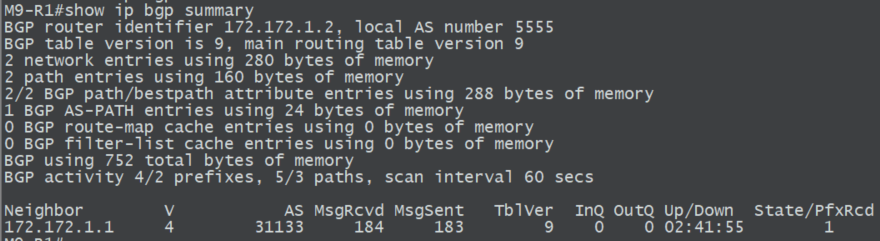 M9-R1#show ip bgp summary
BGP router identifier 172.172.1.2, local AS number 5555
BGP table version is 9, main routing table version 9
2 network entries using 280 bytes of memory
2 path entries using 160 bytes of memory
2/2 BGP path/bestpath attribute entries using 288 bytes of memory
1 BGP AS-PATH entries using 24 bytes of memory
0 BGP route-map cache entries using 0 bytes of memory
0 BGP filter-list cache entries using 0 bytes of memory
BGP using 752 total bytes of memory
BGP activity 4/2 prefixes, 5/3 paths, scan interval 60 secs
Neighbor V AS MsgRcvd MsgSent TblVer InQ OutQ Up/Down State/PfxRcd
172.172.1.1 4 31133 184 183 9 0 0 02:41:55 1
M9-R1#